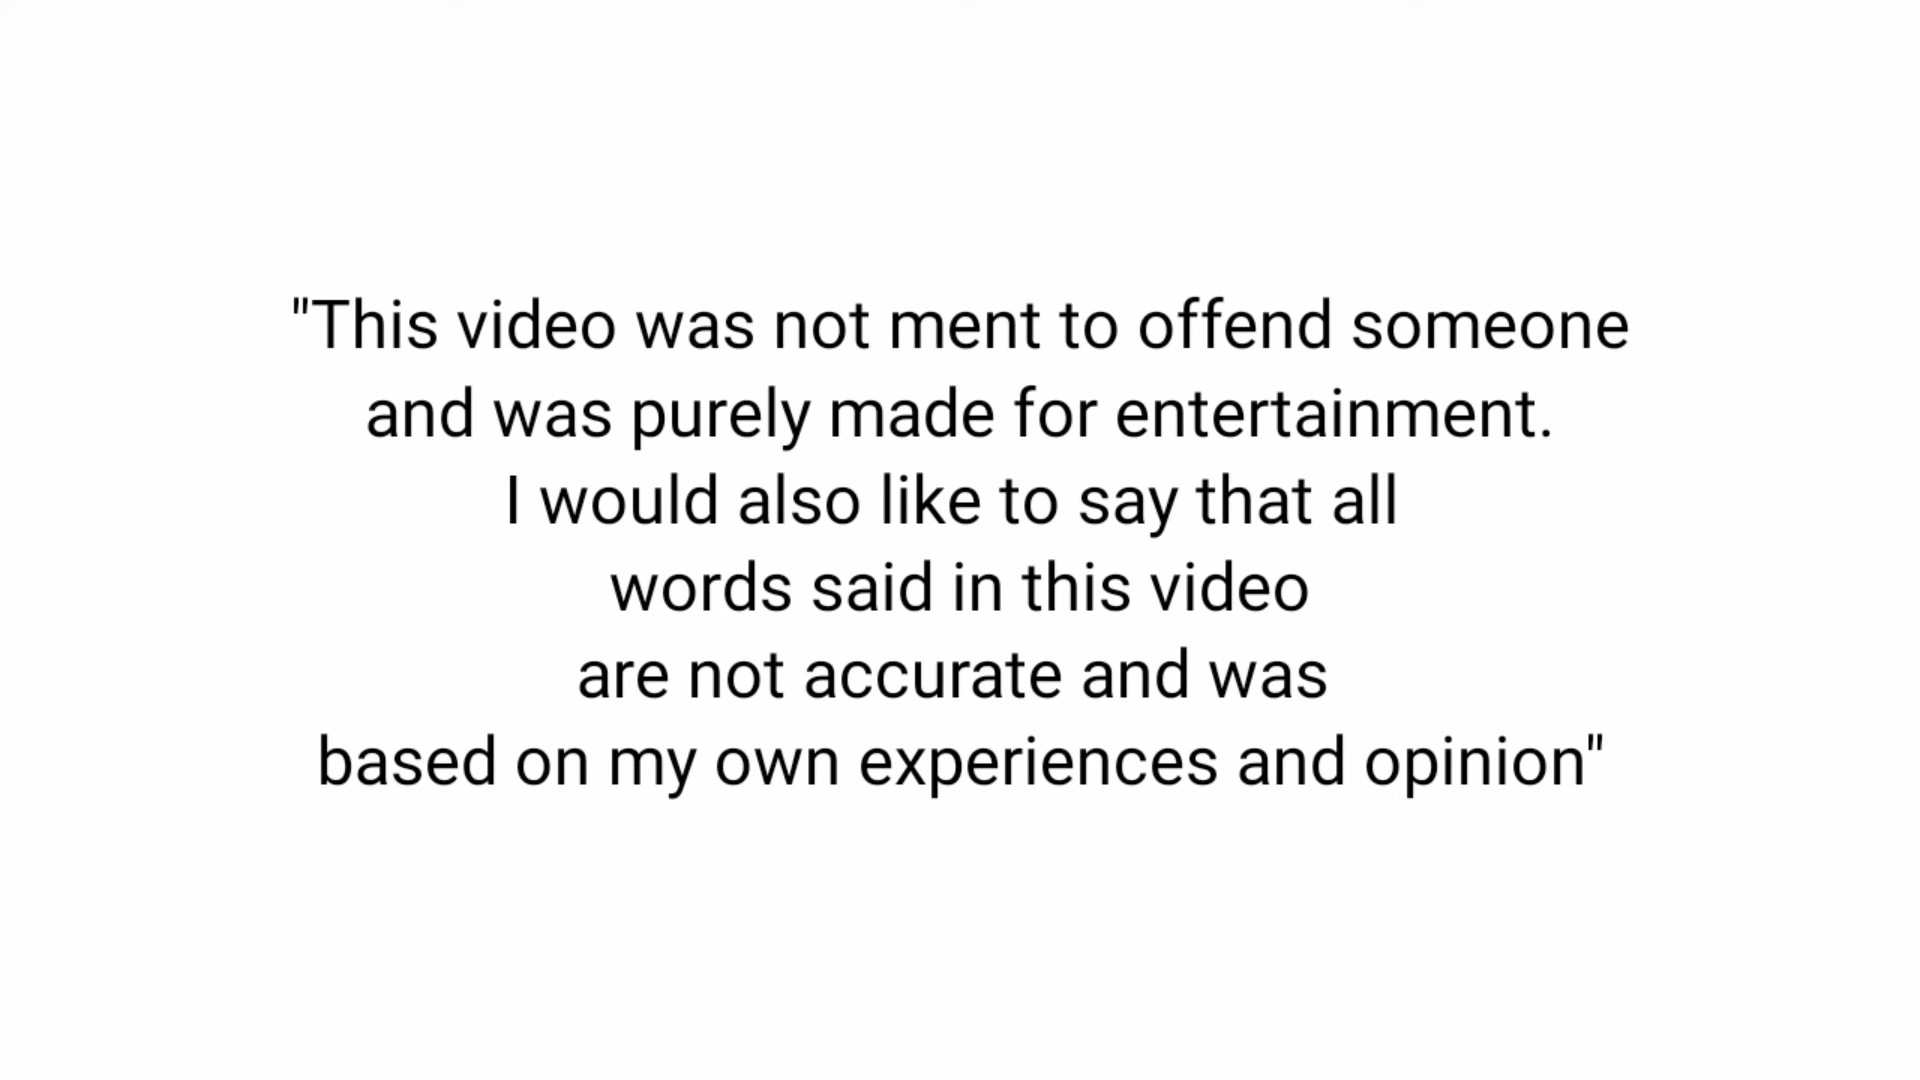 "This video was not ment to offend someone
and was purely made for entertainment.
I would also like to say that all
words said in this video
are not accurate and was
based on my own experiences and opinion"